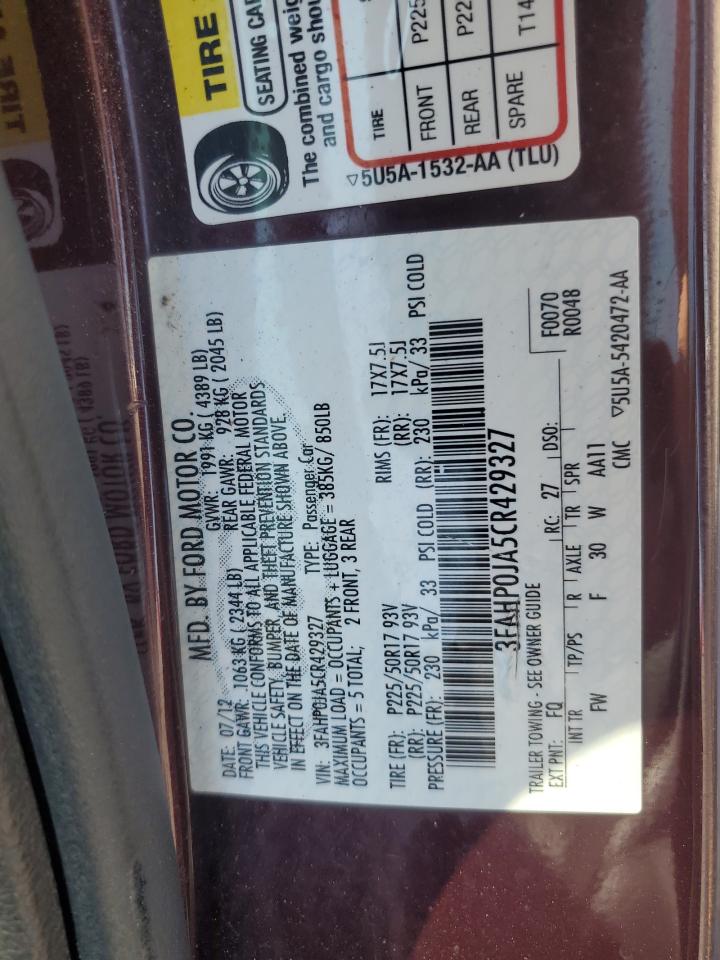 TIRE
SEATING CA
The combined weig
and cargo shou
TIRE
FRONT P225
REAR P22
SPARE T14
▽5U5A-1532-AA (TLU)
MFD. BY FORD MOTOR CO.
DATE: 07/12 GVWR: 1991 KG ( 4389 LB)
FRONT GAWR: 1063 KG ( 2344 LB) REAR GAWR: 928 KG ( 2045 LB)
THIS VEHICLE CONFORMS TO ALL APPLICABLE FEDERAL MOTOR
VEHICLE SAFETY, BUMPER, AND THEFT PREVENTION STANDARDS
IN EFFECT ON THE DATE OF MANUFACTURE SHOWN ABOVE.
VIN: 3FAHP0JA5CR429327 TYPE: Passenger Car
MAXIMUM LOAD = OCCUPANTS + LUGGAGE = 385KG/ 850LB
OCCUPANTS = 5 TOTAL; 2 FRONT, 3 REAR
TIRE (FR): P225/50R17 93V RIMS (FR): 17X7.5J
(RR): P225/50R17 93V (RR): 17X7.5J
PRESSURE (FR): 230 kPa/ 33 PSI COLD (RR): 230 kPa/ 33 PSI COLD
3FAHP0JA5CR429327
TRAILER TOWING - SEE OWNER GUIDE F0070
EXT PNT: FQ RC: 27 DSO: R0048
INT TR TP/PS R AXLE TR SPR
FW F 30 W AA11
CMC ▽5U5A-5420472-AA